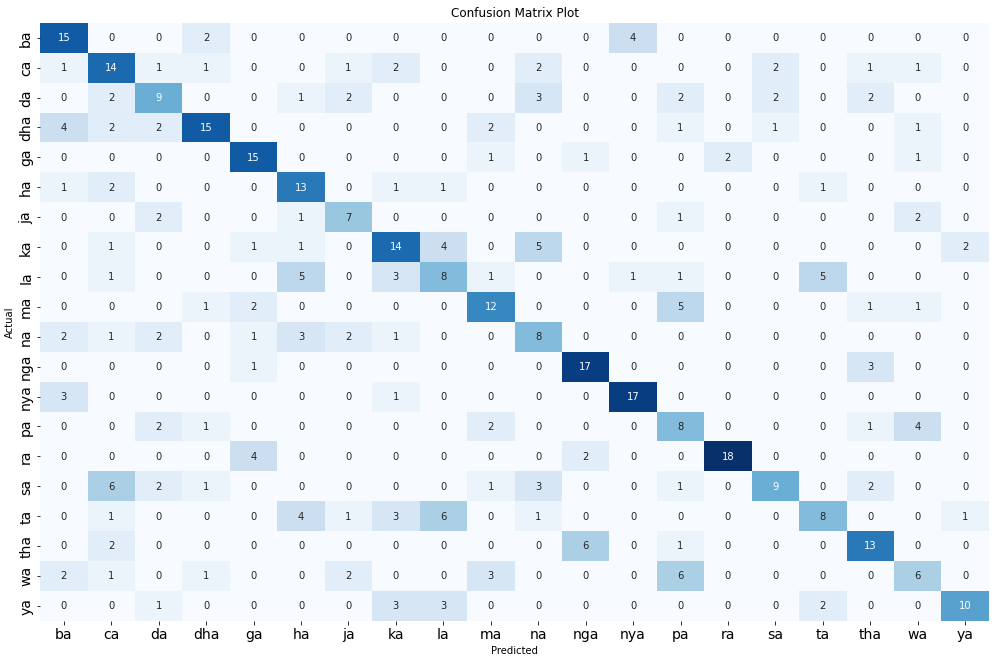 Confusion Matrix Plot
ba 15 0 0 2 0 0 0 0 0 0 0 0 4 0 0 0 0 0 0 0
ca 1 14 1 1 0 0 1 2 0 0 2 0 0 0 0 2 0 1 1 0
da 0 2 9 0 0 1 2 0 0 0 3 0 0 2 0 2 0 2 0 0
dha 4 2 2 15 0 0 0 0 0 2 0 0 0 1 0 1 0 0 1 0
ga 0 0 0 0 15 0 0 0 0 1 0 1 0 0 2 0 0 0 1 0
ha 1 2 0 0 0 13 0 1 1 0 0 0 0 0 0 0 1 0 0 0
ja 0 0 2 0 0 1 7 0 0 0 0 0 0 1 0 0 0 0 2 0
ka 0 1 0 0 1 1 0 14 4 0 5 0 0 0 0 0 0 0 0 2
la 0 1 0 0 0 5 0 3 8 1 0 0 1 1 0 0 5 0 0 0
ma 0 0 0 1 2 0 0 0 0 12 0 0 0 5 0 0 0 1 1 0
na 2 1 2 0 1 3 2 1 0 0 8 0 0 0 0 0 0 0 0 0
nga 0 0 0 0 1 0 0 0 0 0 0 17 0 0 0 0 0 3 0 0
nya 3 0 0 0 0 0 0 1 0 0 0 0 17 0 0 0 0 0 0 0
pa 0 0 2 1 0 0 0 0 0 2 0 0 0 8 0 0 0 1 4 0
ra 0 0 0 0 4 0 0 0 0 0 0 2 0 0 18 0 0 0 0 0
sa 0 6 2 1 0 0 0 0 0 1 3 0 0 1 0 9 0 2 0 0
ta 0 1 0 0 0 4 1 3 6 0 1 0 0 0 0 0 8 0 0 1
tha 0 2 0 0 0 0 0 0 0 0 0 6 0 1 0 0 0 13 0 0
wa 2 1 0 1 0 0 2 0 0 3 0 0 0 6 0 0 0 0 6 0
ya 0 0 1 0 0 0 0 3 3 0 0 0 0 0 0 0 2 0 0 10
ba ca da dha ga ha ja ka la ma na nga nya pa ra sa ta tha wa ya
Predicted
Actual